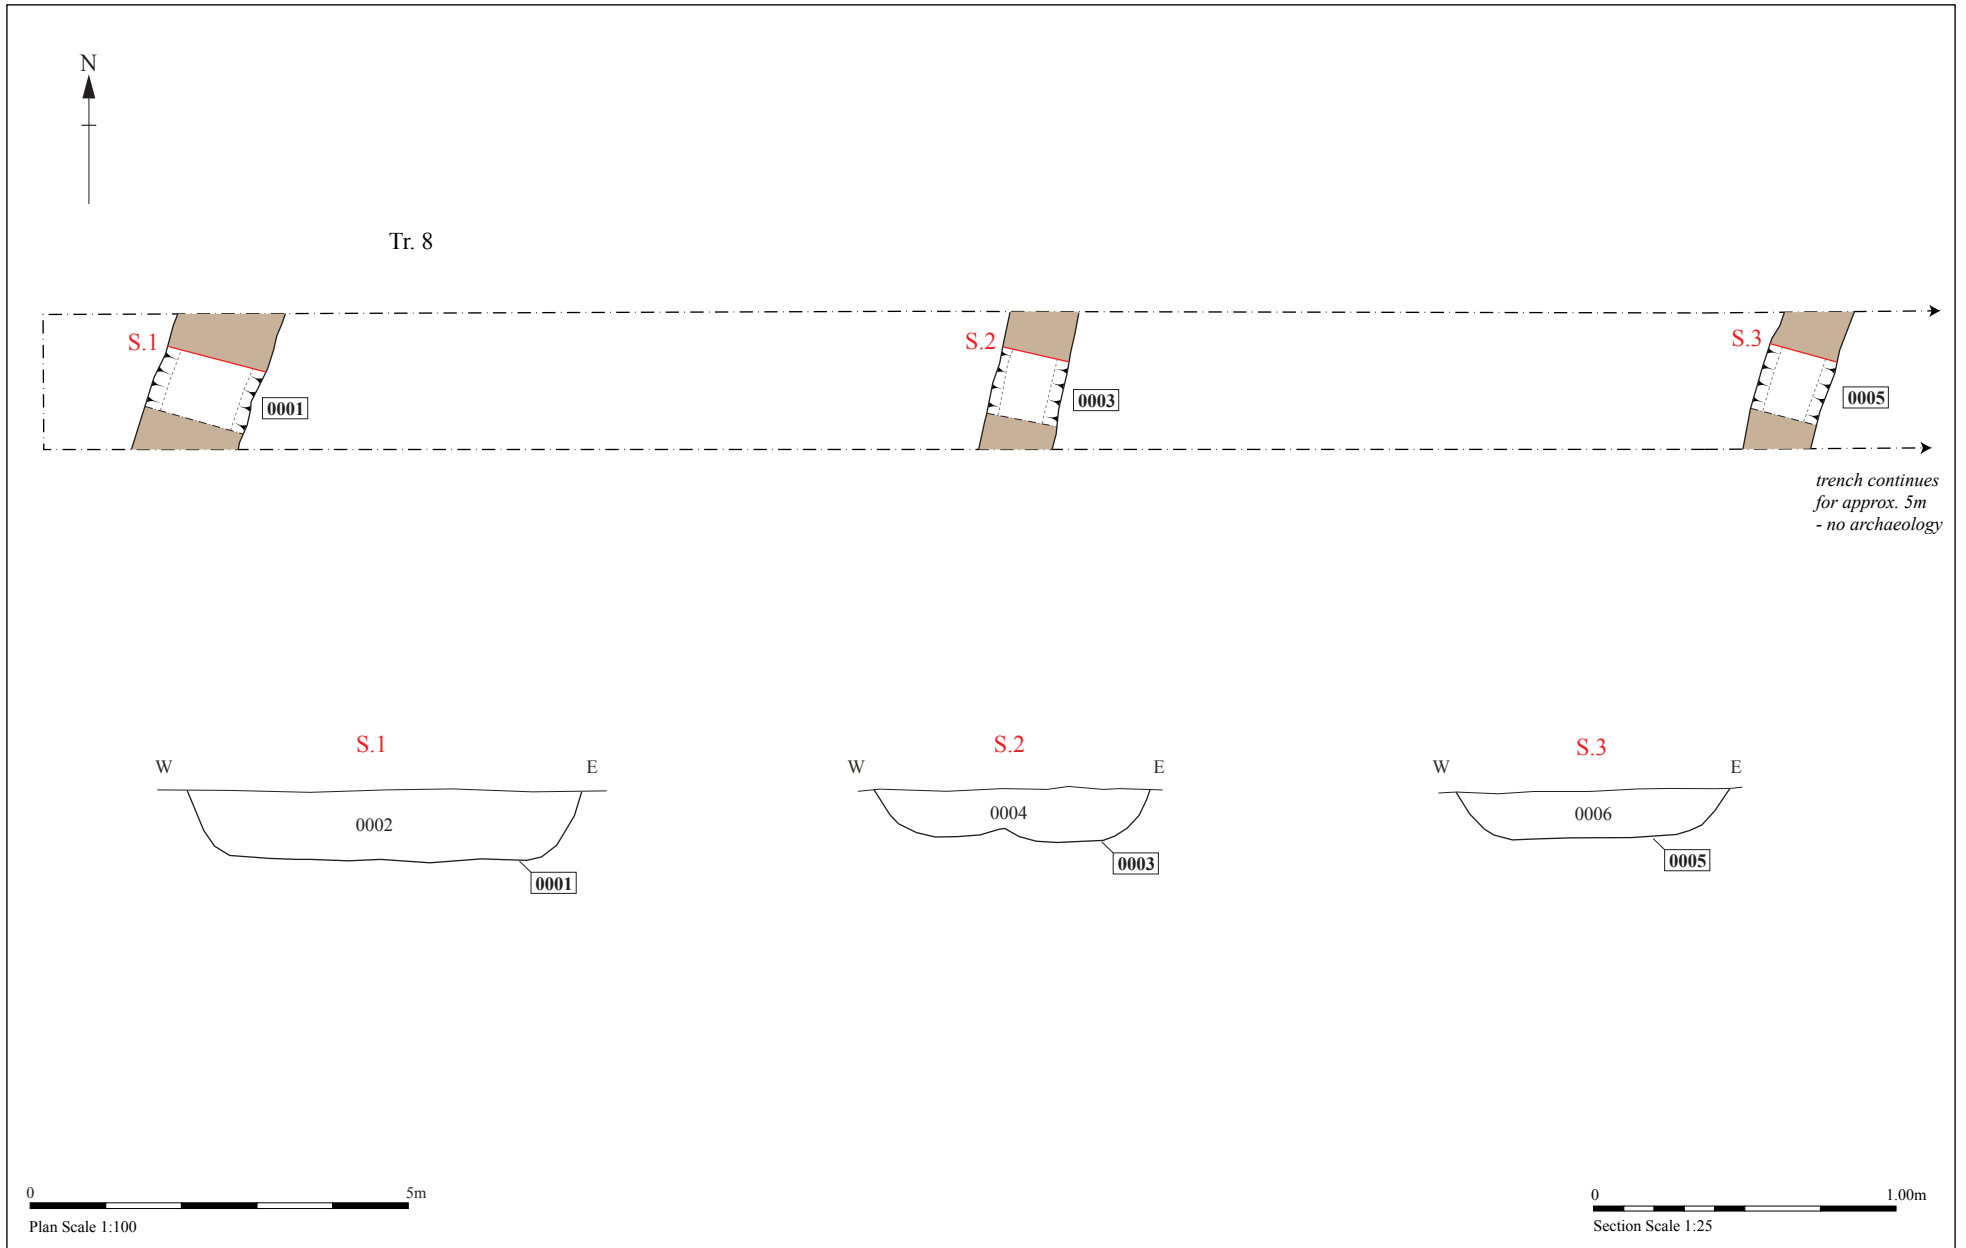 N
Tr. 8
S.1
0001
S.2
0003
S.3
0005
trench continues
for approx. 5m
- no archaeology
S.1
W
E
0002
0001
S.2
W
E
0004
0003
S.3
W
E
0006
0005
0
5m
Plan Scale 1:100
0
1.00m
Section Scale 1:25